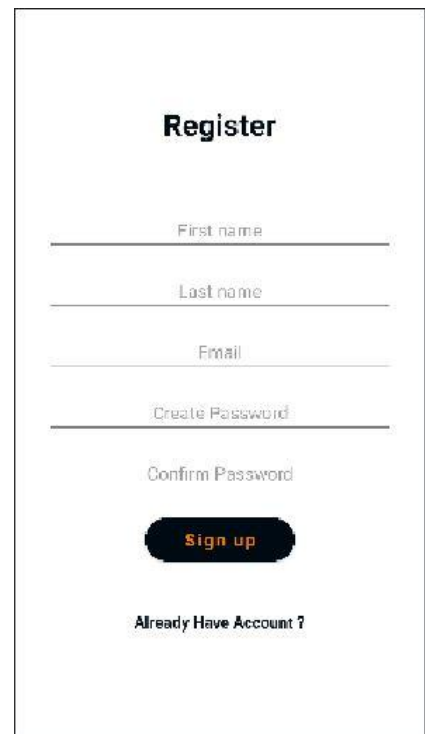 Register
First name
Last name
Email
Create Password
Confirm Password
Sign up
Already Have Account ?